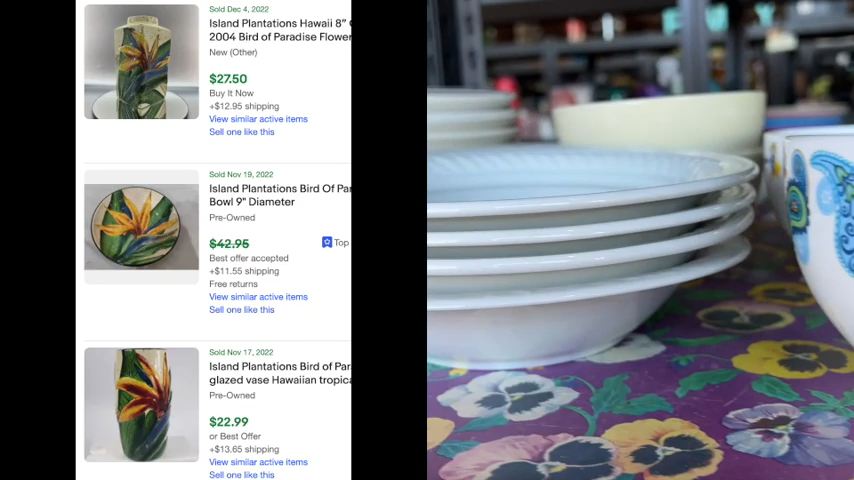 Sold Dec 4, 2022
Island Plantations Hawaii 8"
2004 Bird of Paradise Flower
New (Other)
$27.50
Buy It Now
+$12.95 shipping
View similar active items
Sell one like this
Sold Nov 19, 2022
Island Plantations Bird Of Par
Bowl 9" Diameter
Pre-Owned
$42.95
Top
Best offer accepted
+$11.55 shipping
Free returns
View similar active items
Sell one like this
Sold Nov 17, 2022
Island Plantations Bird of Par
glazed vase Hawaiian tropica
Pre-Owned
$22.99
or Best Offer
+$13.65 shipping
View similar active items
Sell one like this